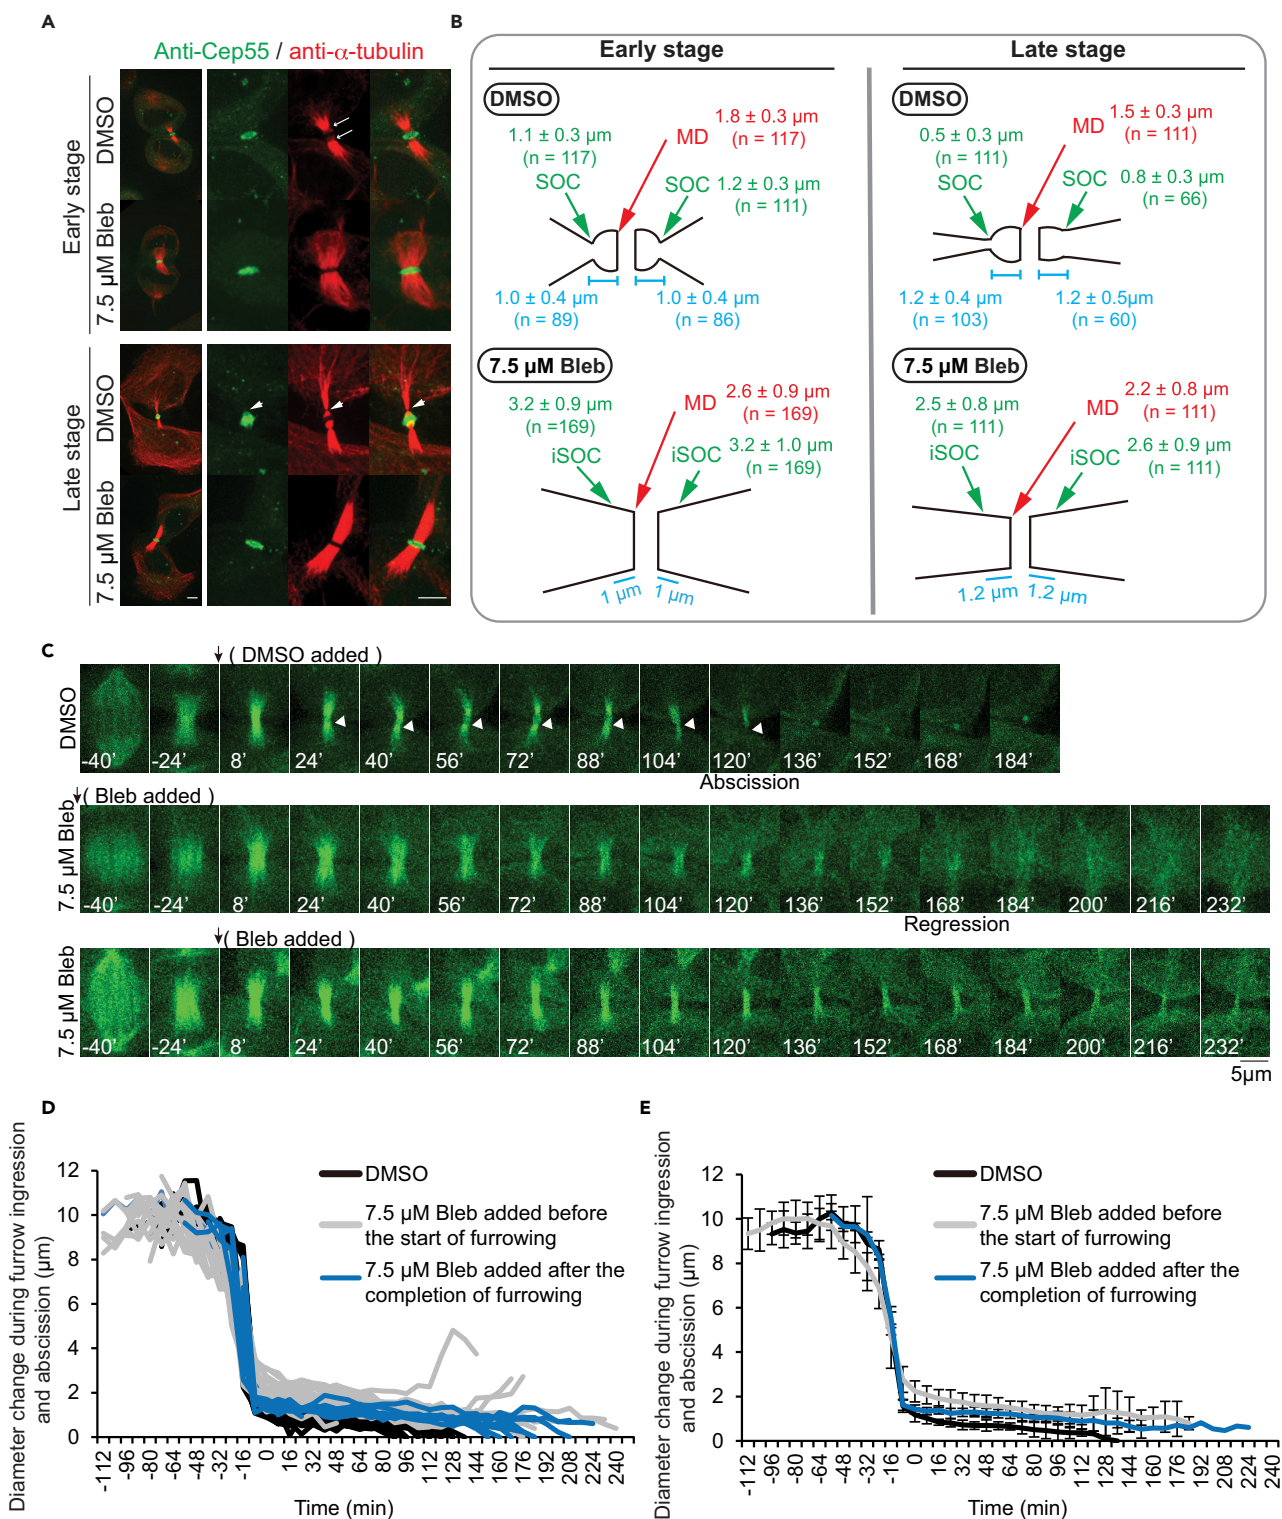 A
Anti-Cep55 / anti-α-tubulin
Early stage
DMSO
7.5 µM Bleb
Late stage
DMSO
7.5 µM Bleb
B
Early stage
Late stage
DMSO
1.1 ± 0.3 µm
(n = 117)
SOC
MD
1.8 ± 0.3 µm
(n = 117)
SOC
1.2 ± 0.3 µm
(n = 111)
1.0 ± 0.4 µm
(n = 89)
1.0 ± 0.4 µm
(n = 86)
DMSO
0.5 ± 0.3 µm
(n = 111)
SOC
MD
1.5 ± 0.3 µm
(n = 111)
SOC
0.8 ± 0.3 µm
(n = 66)
1.2 ± 0.4 µm
(n = 103)
1.2 ± 0.5µm
(n = 60)
7.5 µM Bleb
3.2 ± 0.9 µm
(n =169)
iSOC
MD
2.6 ± 0.9 µm
(n = 169)
iSOC
3.2 ± 1.0 µm
(n = 169)
1 µm
1 µm
7.5 µM Bleb
2.5 ± 0.8 µm
(n = 111)
iSOC
MD
2.2 ± 0.8 µm
(n = 111)
iSOC
2.6 ± 0.9 µm
(n = 111)
1.2 µm
1.2 µm
C
( DMSO added )
DMSO
-40’ -24’ 8’ 24’ 40’ 56’ 72’ 88’ 104’ 120’ 136’ 152’ 168’ 184’
Abscission
( Bleb added )
7.5 µM Bleb
-40’ -24’ 8’ 24’ 40’ 56’ 72’ 88’ 104’ 120’ 136’ 152’ 168’ 184’ 200’ 216’ 232’
Regression
( Bleb added )
7.5 µM Bleb
-40’ -24’ 8’ 24’ 40’ 56’ 72’ 88’ 104’ 120’ 136’ 152’ 168’ 184’ 200’ 216’ 232’
5µm
D
Diameter change during furrow ingression
and abscission (µm)
12
10
8
6
4
2
0
DMSO
7.5 µM Bleb added before
the start of furrowing
7.5 µM Bleb added after the
completion of furrowing
-112 -96 -80 -64 -48 -32 -16 0 16 32 48 64 80 96 112 128 144 160 176 192 208 224 240
Time (min)
E
Diameter change during furrow ingression
and abscission (µm)
12
10
8
6
4
2
0
DMSO
7.5 µM Bleb added before
the start of furrowing
7.5 µM Bleb added after the
completion of furrowing
-112 -96 -80 -64 -48 -32 -16 0 16 32 48 64 80 96 112 128 144 160 176 192 208 224 240
Time (min)